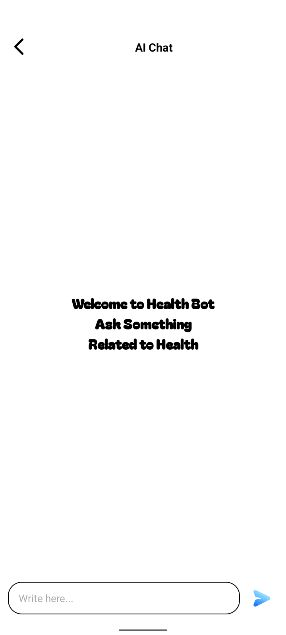 AI Chat
Welcome to Health Bot
Ask Something
Related to Health
Write here...